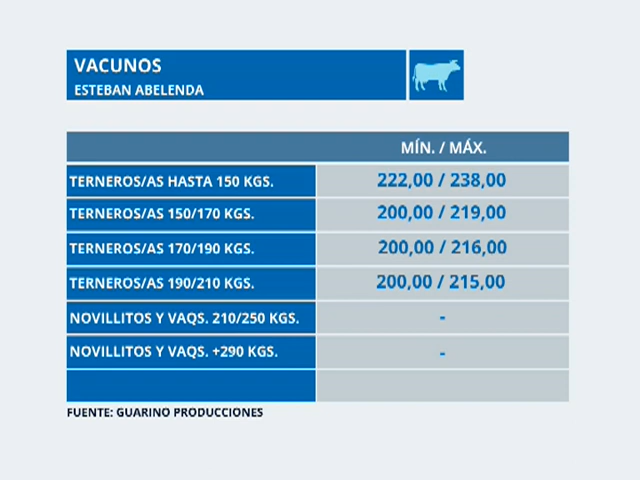 VACUNOS
ESTEBAN ABELENDA
MÍN. / MÁX.
TERNEROS/AS HASTA 150 KGS. 222,00 / 238,00
TERNEROS/AS 150/170 KGS. 200,00 / 219,00
TERNEROS/AS 170/190 KGS. 200,00 / 216,00
TERNEROS/AS 190/210 KGS. 200,00 / 215,00
NOVILLITOS Y VAQS. 210/250 KGS. -
NOVILLITOS Y VAQS. +290 KGS. -
FUENTE: GUARINO PRODUCCIONES